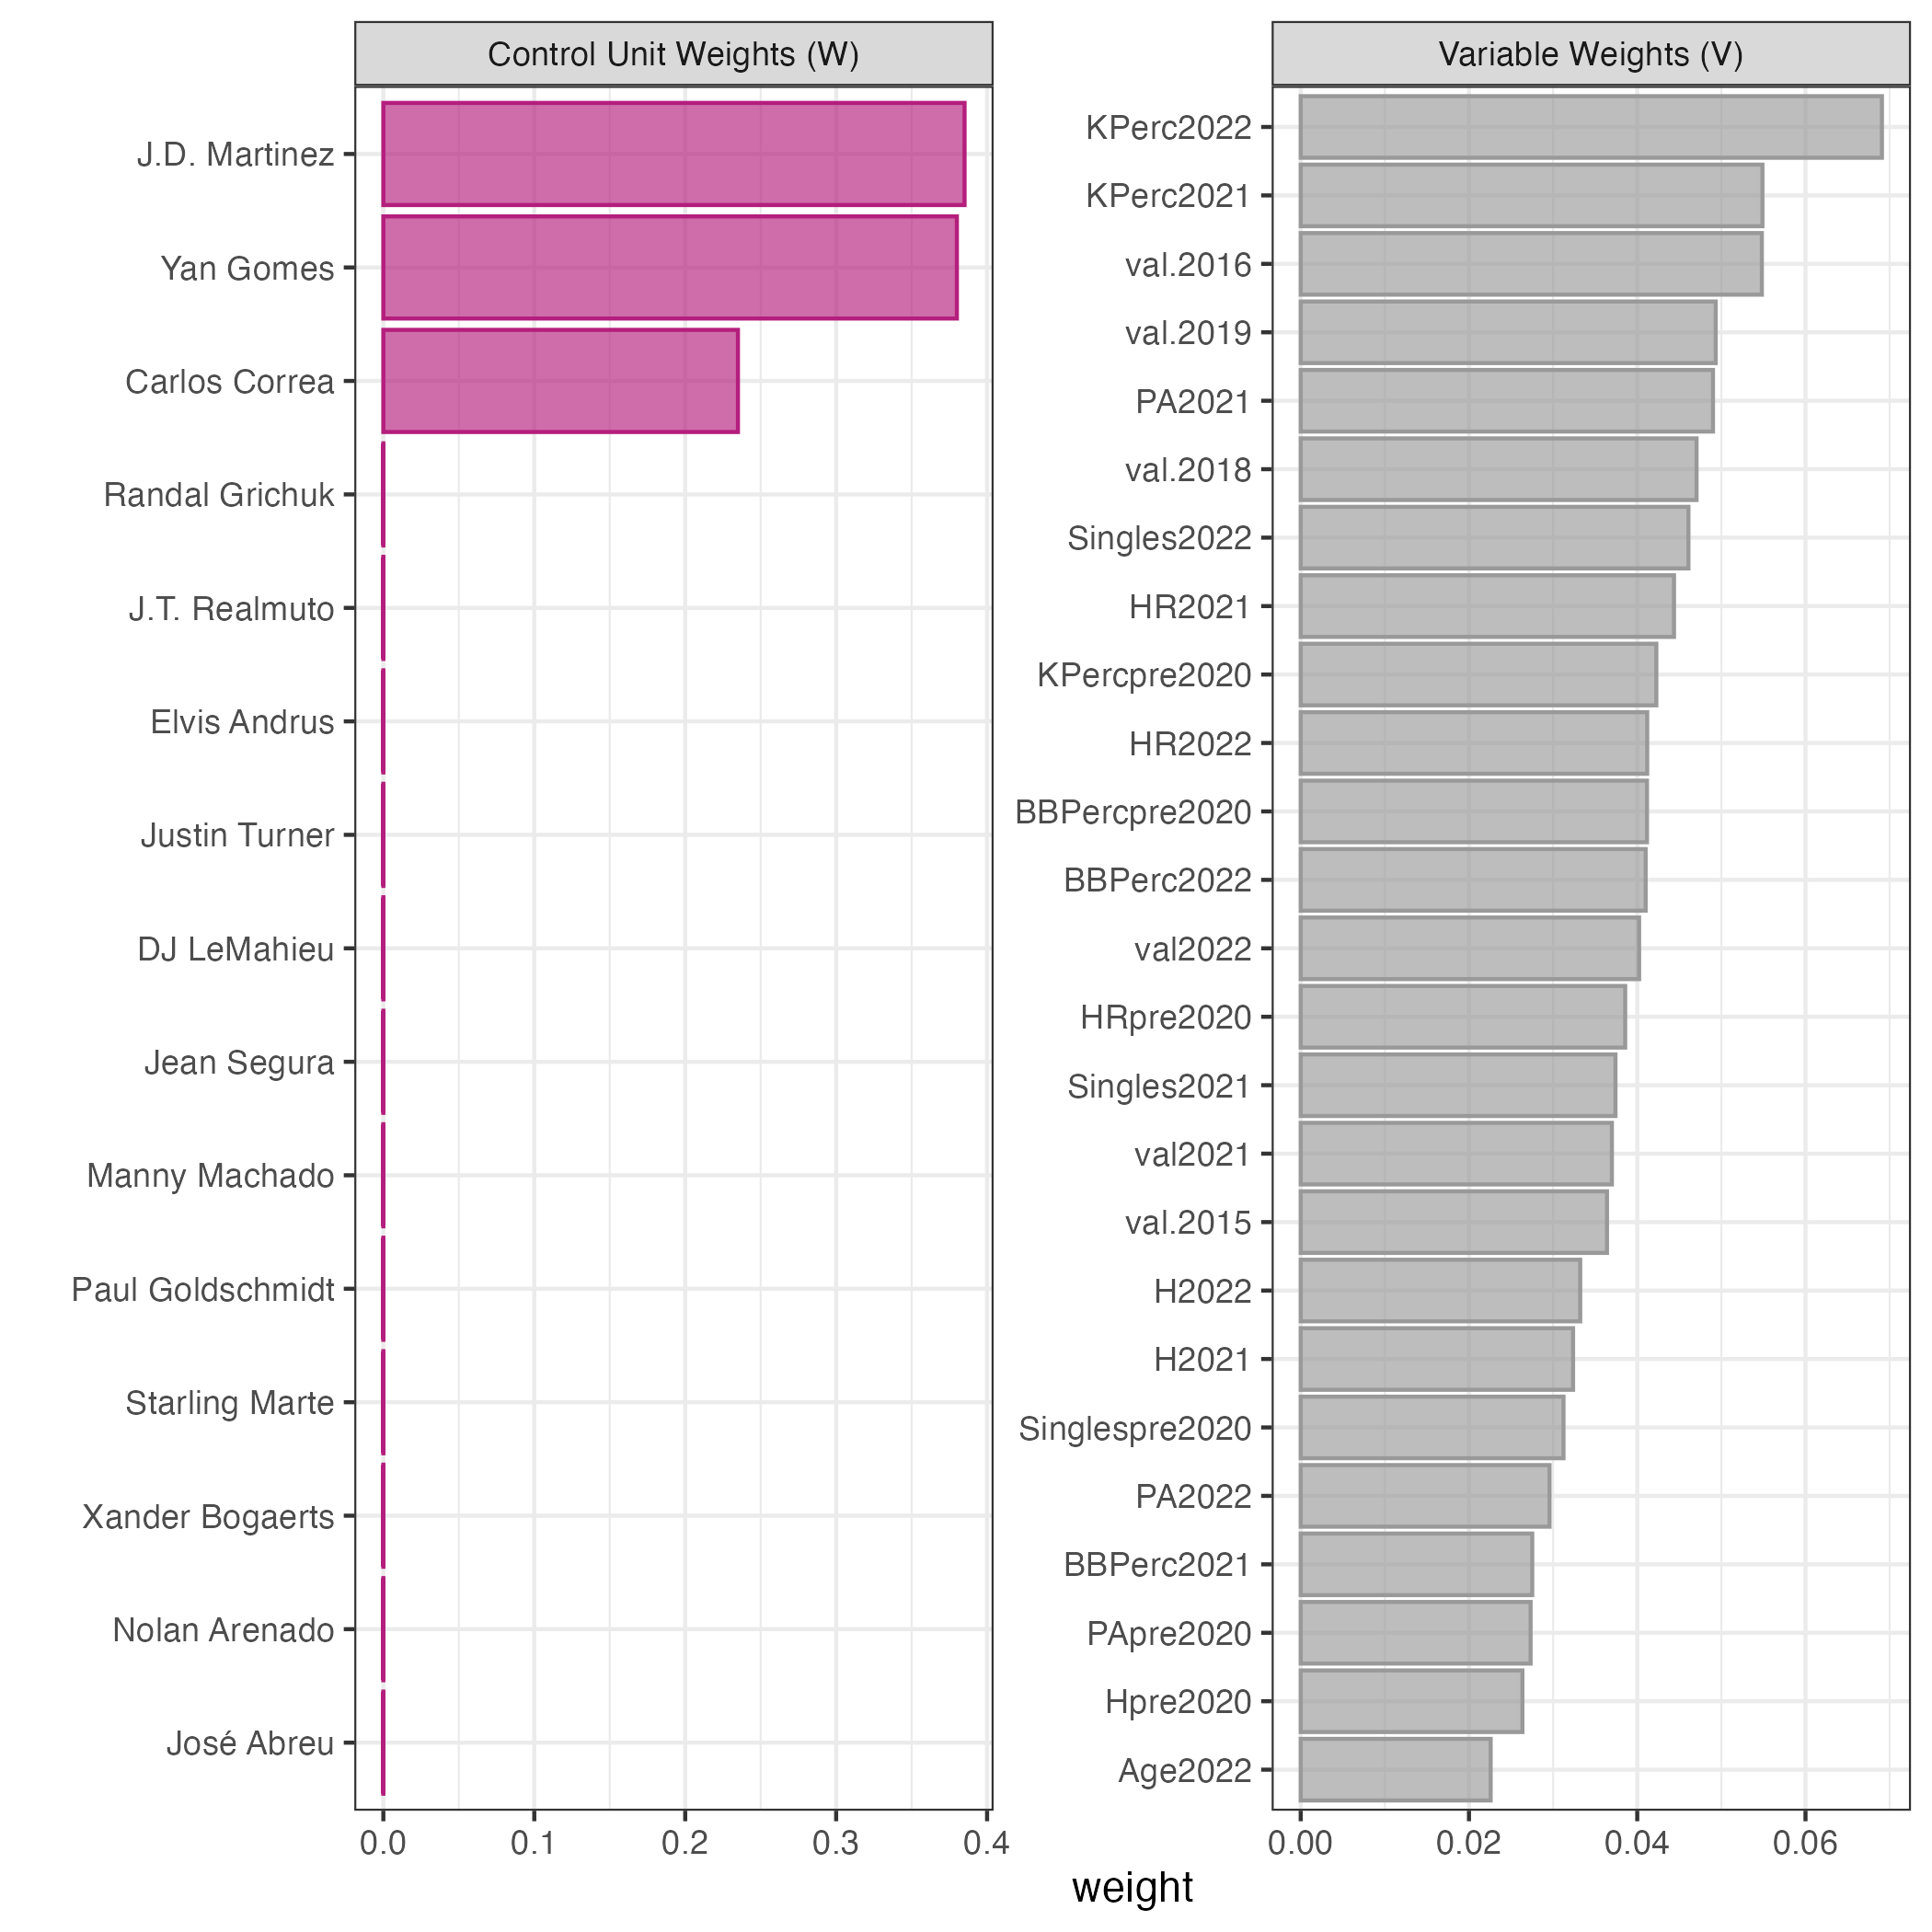 Control Unit Weights (W)
J.D. Martinez
Yan Gomes
Carlos Correa
Randal Grichuk
J.T. Realmuto
Elvis Andrus
Justin Turner
DJ LeMahieu
Jean Segura
Manny Machado
Paul Goldschmidt
Starling Marte
Xander Bogaerts
Nolan Arenado
José Abreu
0.0 0.1 0.2 0.3 0.4
Variable Weights (V)
KPerc2022
KPerc2021
val.2016
val.2019
PA2021
val.2018
Singles2022
HR2021
KPercpre2020
HR2022
BBPercpre2020
BBPerc2022
val2022
HRpre2020
Singles2021
val2021
val.2015
H2022
H2021
Singlespre2020
PA2022
BBPerc2021
PApre2020
Hpre2020
Age2022
0.00 0.02 0.04 0.06
weight